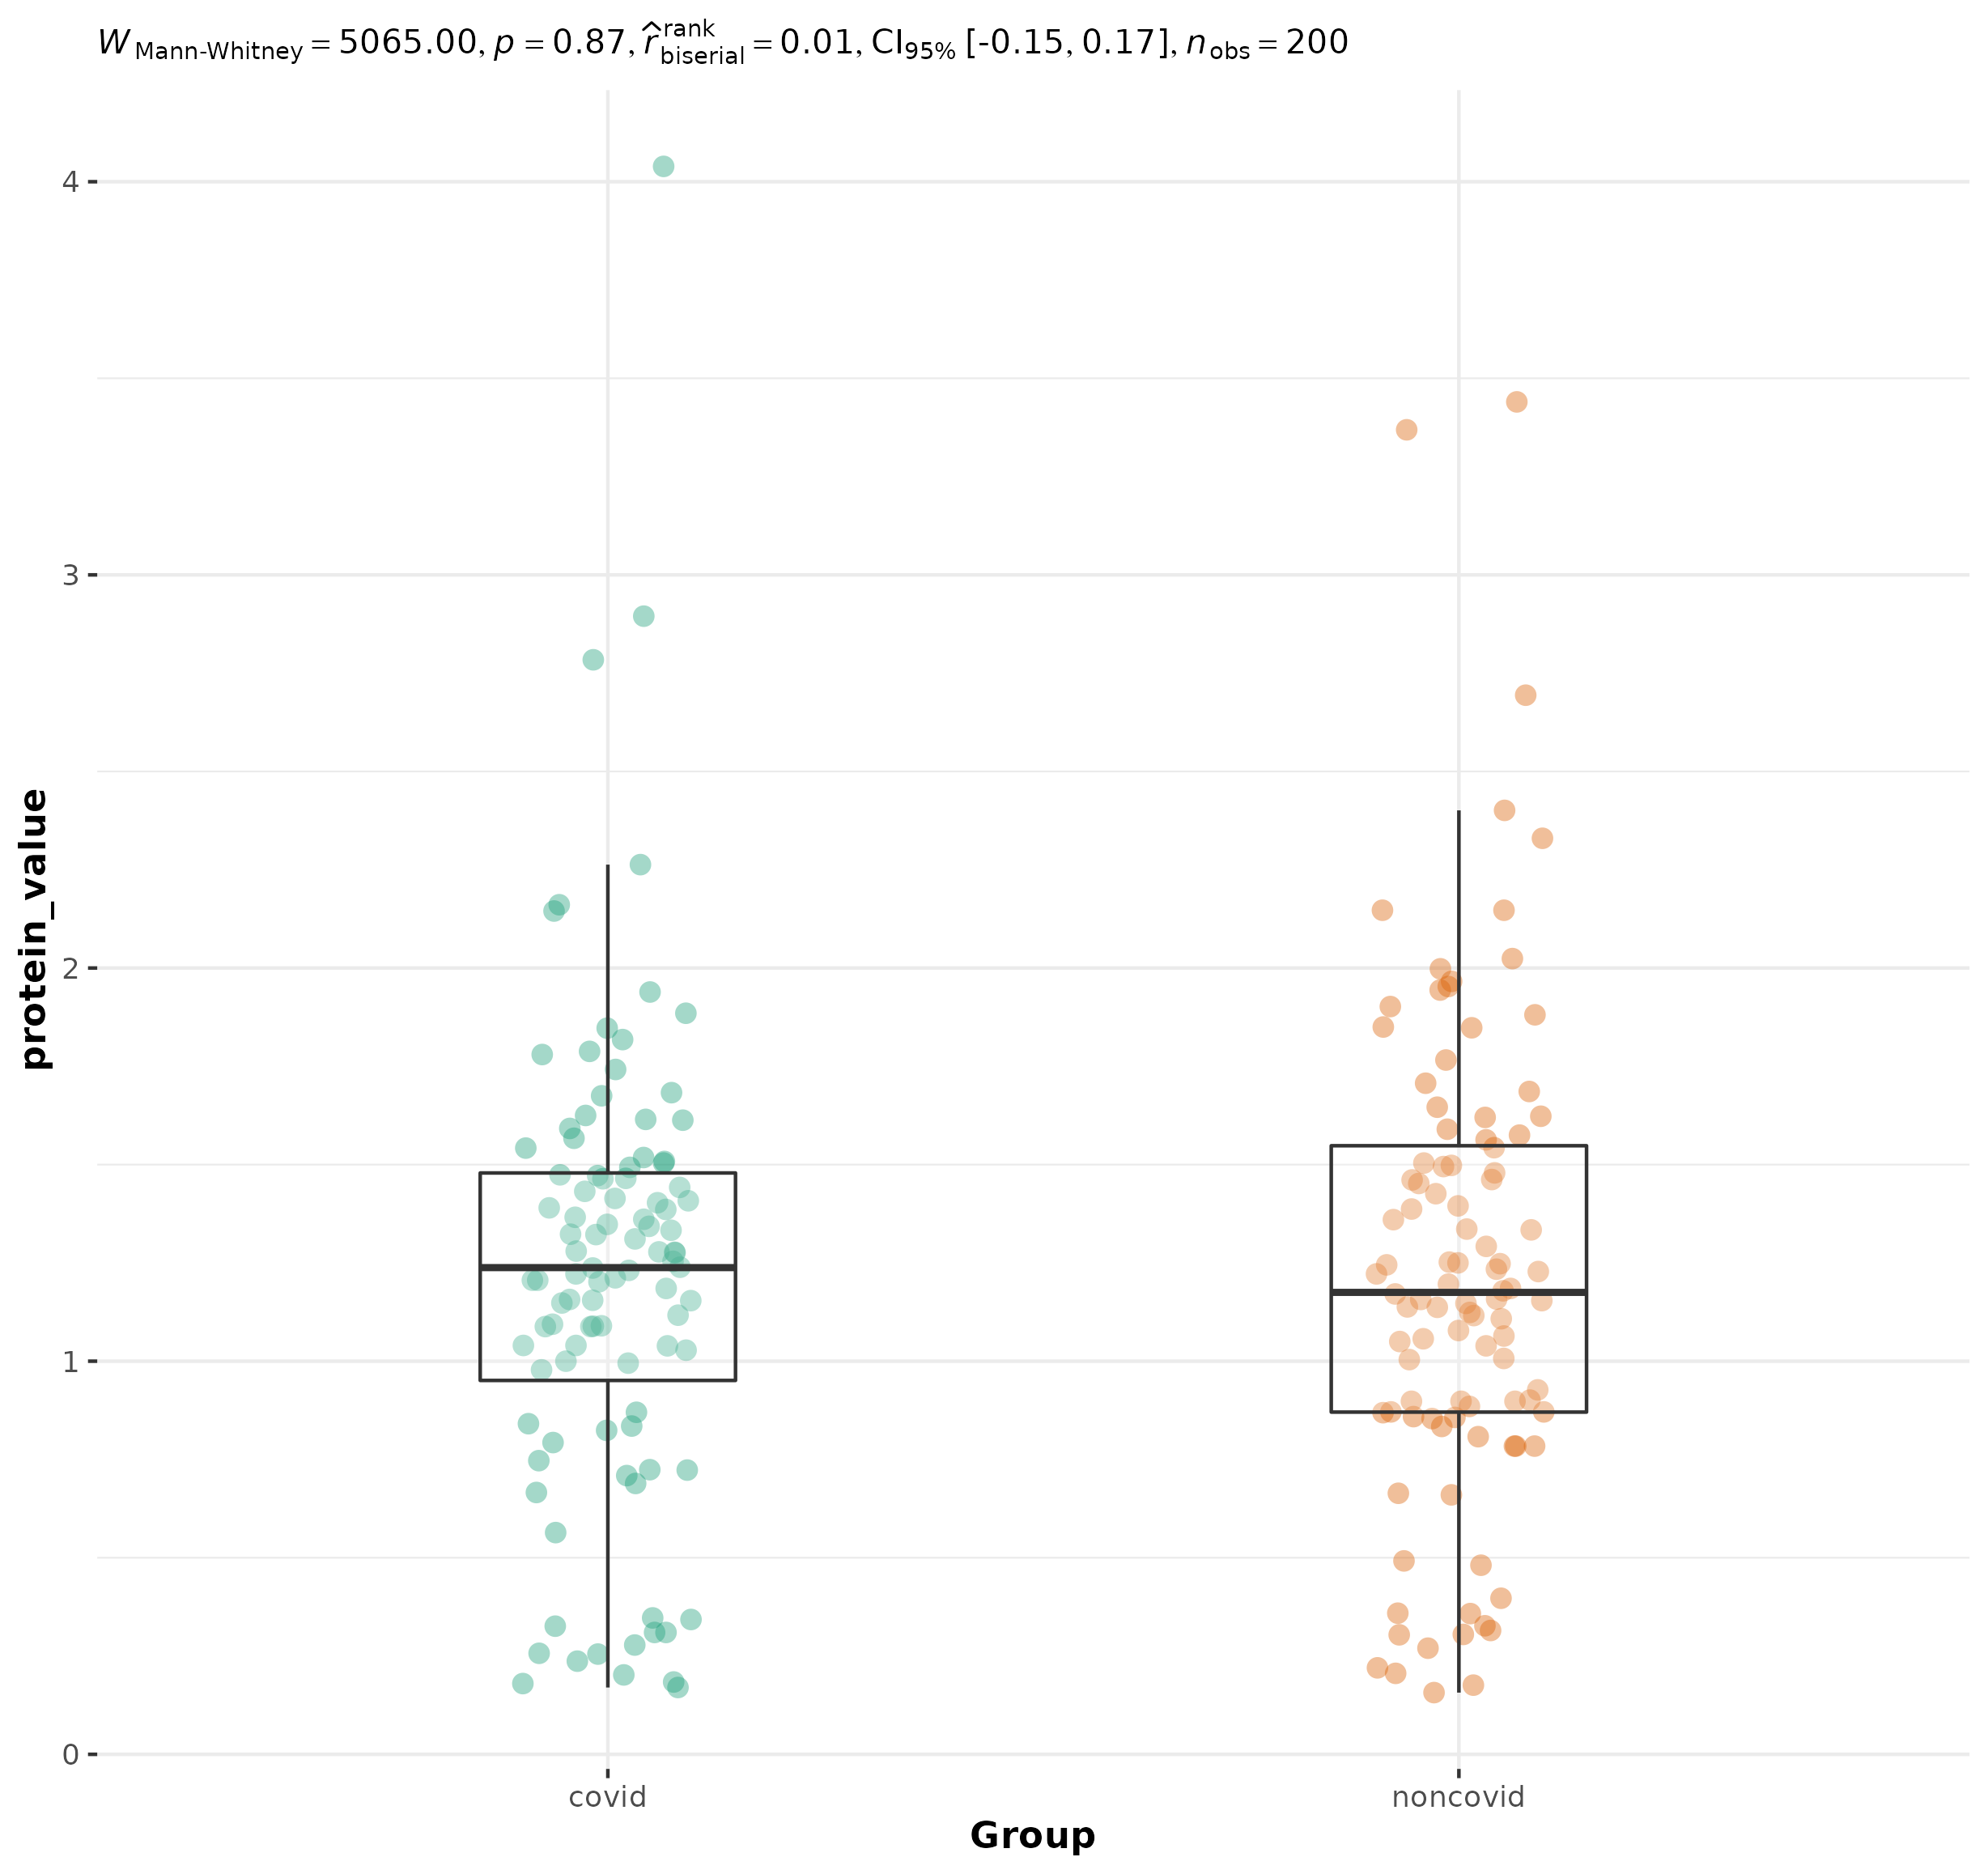 W Mann-Whitney = 5065.00, p = 0.87, r̂ rank biserial = 0.01, CI95% [-0.15, 0.17], nobs = 200
4
3
2
1
0
protein_value
covid noncovid
Group